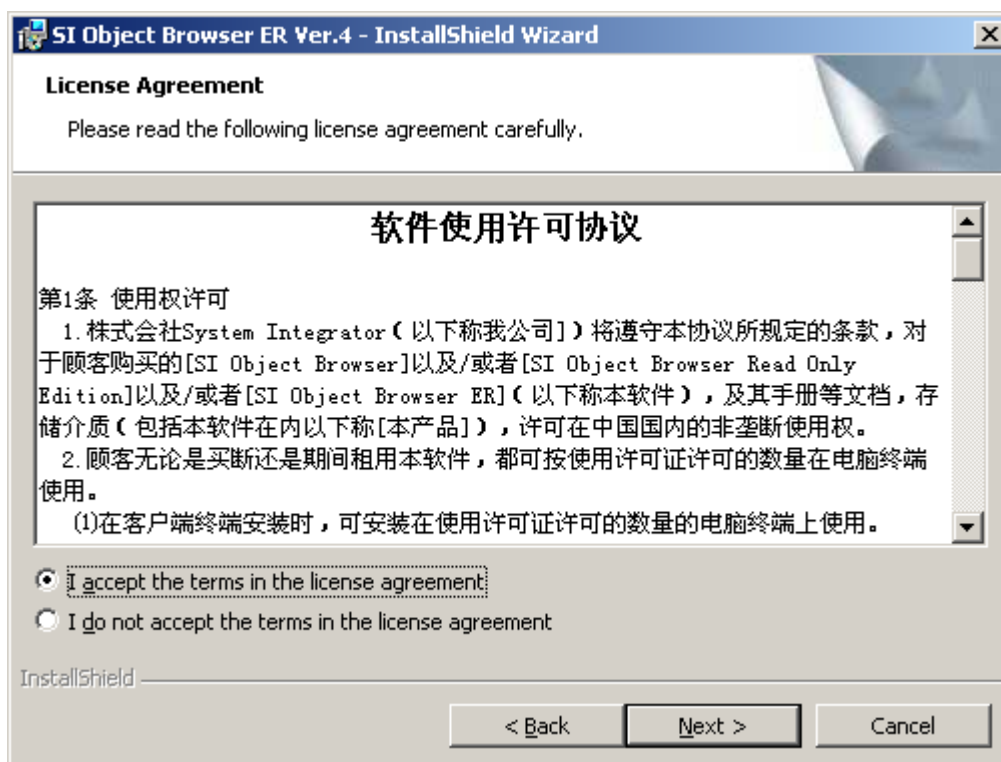 SI Object Browser ER Ver.4 - InstallShield Wizard
License Agreement
Please read the following license agreement carefully.
软件使用许可协议
第1条 使用权许可
1.株式会社System Integrator(以下称我公司])将遵守本协议所规定的条款,对
于顾客购买的[SI Object Browser]以及/或者[SI Object Browser Read Only
Edition]以及/或者[SI Object Browser ER](以下称本软件),及其手册等文档,存
储介质(包括本软件在内以下称[本产品]),许可在中国国内的非垄断使用权。
2.顾客无论是买断还是期间租用本软件,都可按使用许可证许可的数量在电脑终端
使用。
(1)在客户端终端安装时,可安装在使用许可证许可的数量的电脑终端上使用。
I accept the terms in the license agreement
I do not accept the terms in the license agreement
InstallShield
< Back
Next >
Cancel